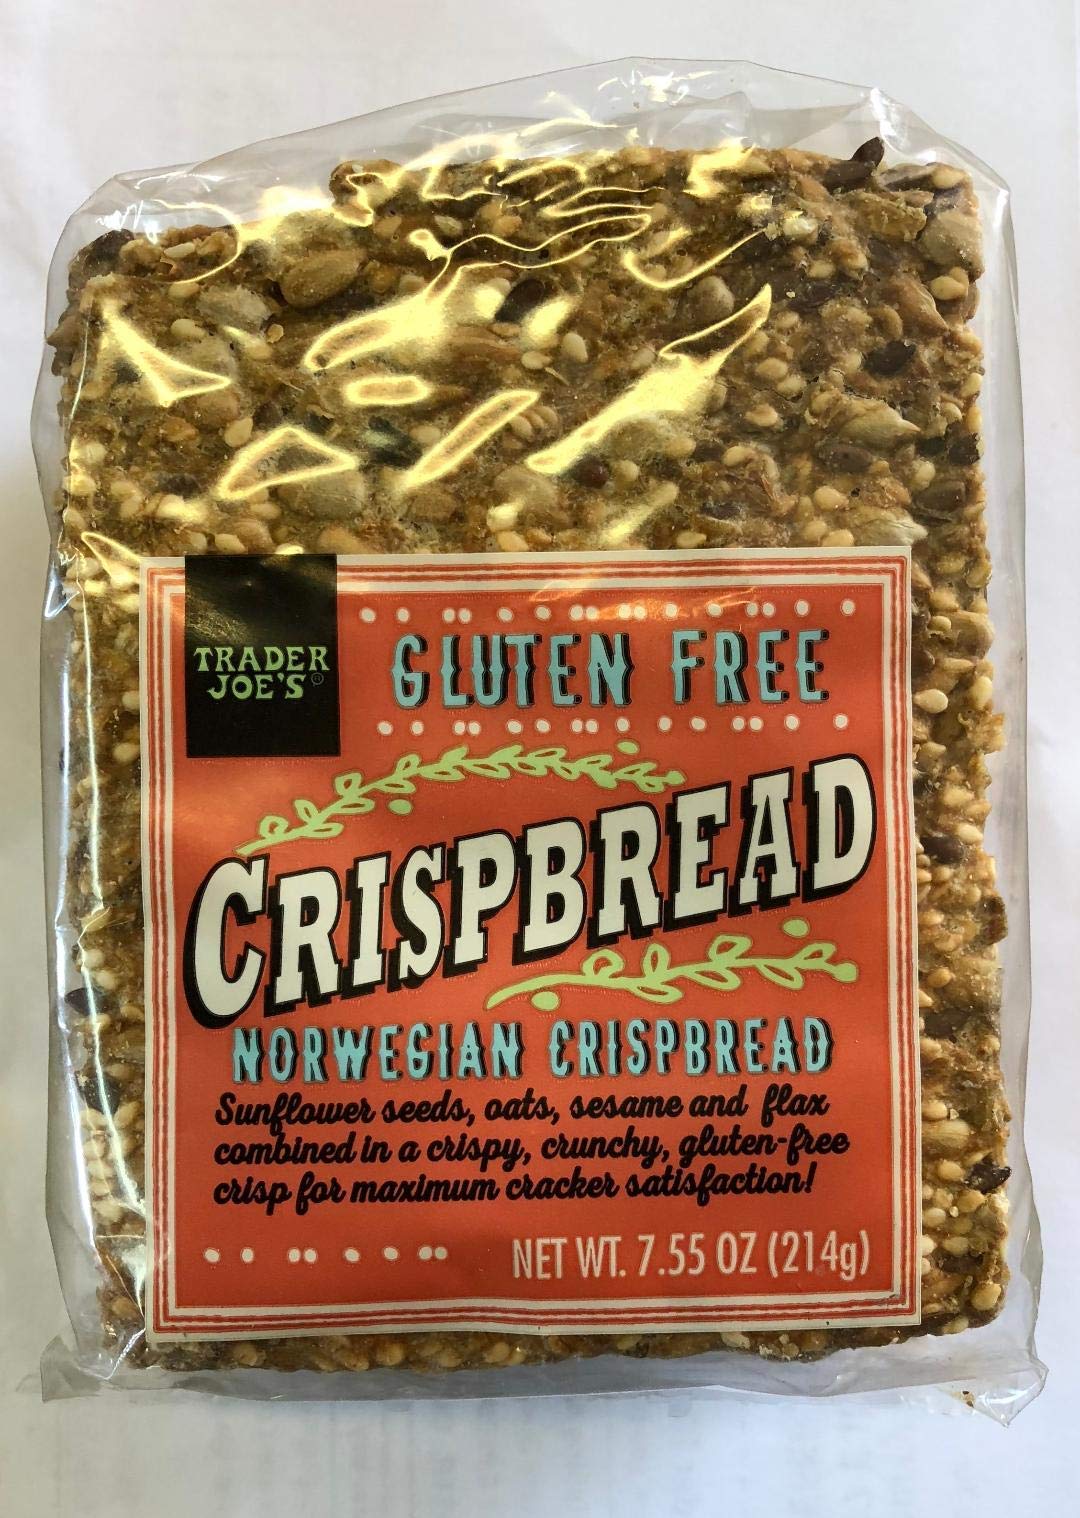 TRADER
JOE'S®
GLUTEN FREE
CRISPBREAD
NORWEGIAN CRISPBREAD
Sunflower seeds, oats, sesame and flax
combined in a crispy, crunchy, gluten-free
crisp for maximum cracker satisfaction!
NET WT. 7.55 OZ (214g)